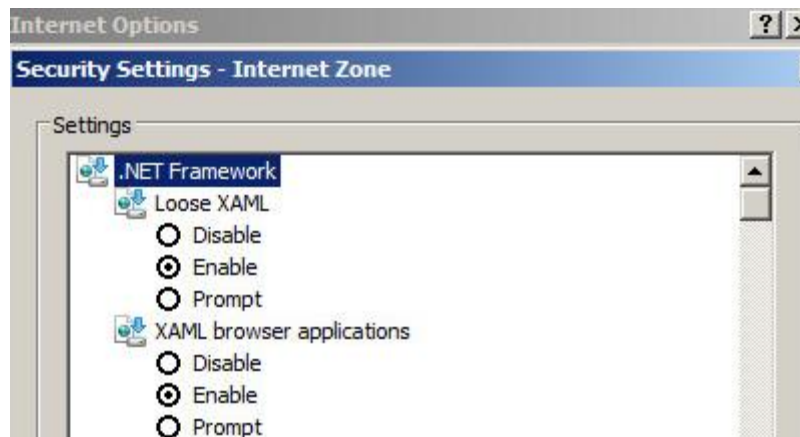 Internet Options
Security Settings - Internet Zone
Settings
.NET Framework
Loose XAML
Disable
Enable
Prompt
XAML browser applications
Disable
Enable
Prompt